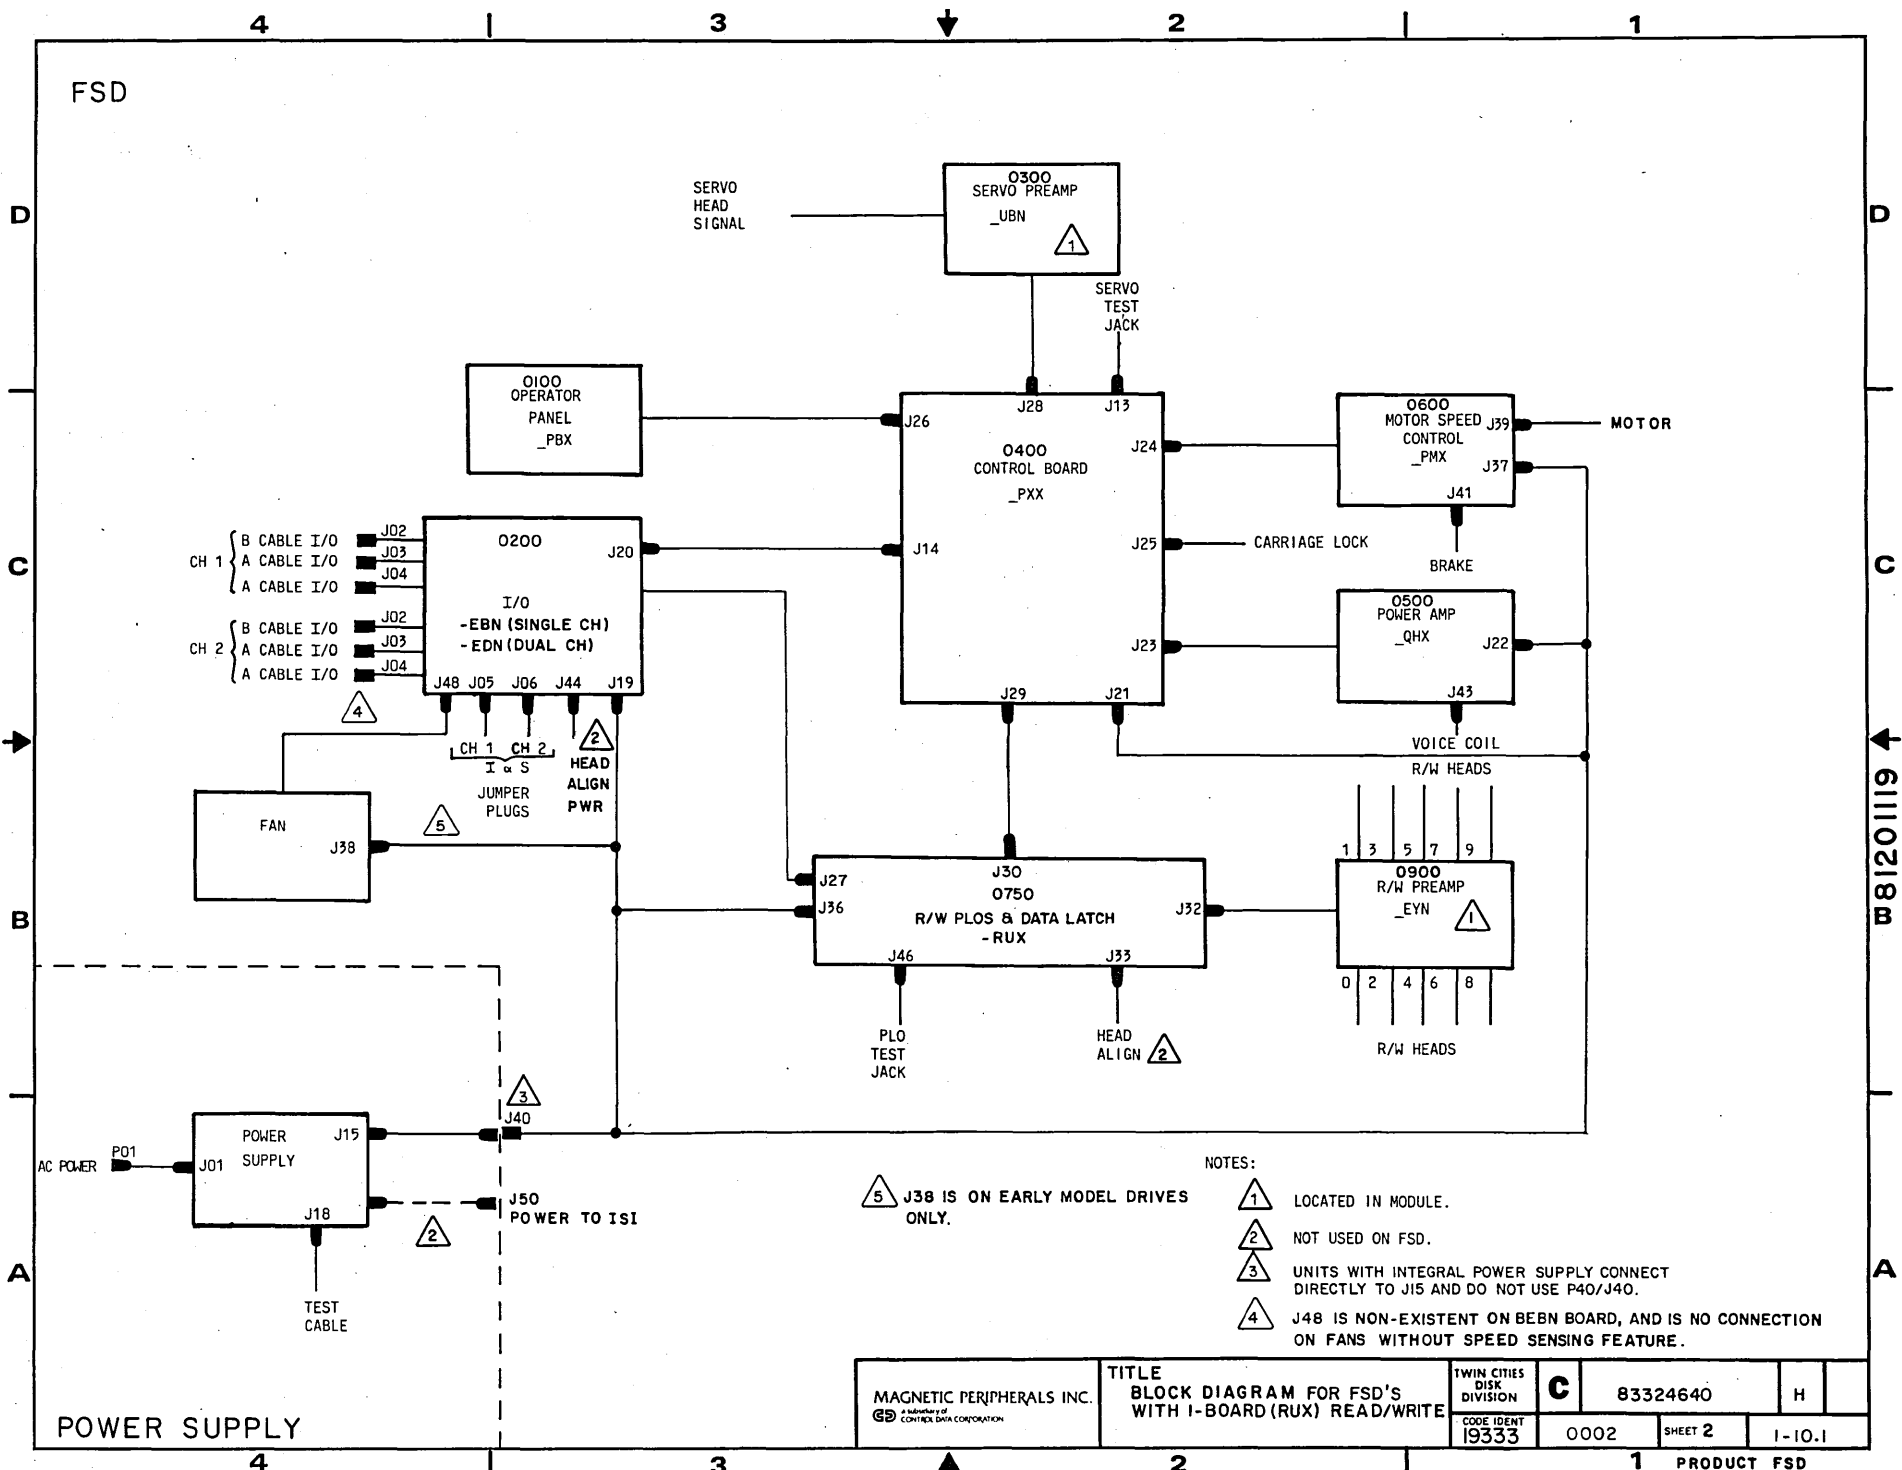 4 3 2 1
FSD
D
D
SERVO
HEAD
SIGNAL
0300
SERVO PREAMP
_UBN
1
SERVO
TEST
JACK
0100
OPERATOR
PANEL
_PBX
J26
J28
J13
J24
0400
CONTROL BOARD
_PXX
J14
J25
CARRIAGE LOCK
J23
J29
J21
0600
MOTOR SPEED
CONTROL
_PMX
J39
MOTOR
J37
J41
BRAKE
0500
POWER AMP
_QHX
J22
J43
VOICE COIL
C
C
CH 1
B CABLE I/O J02
A CABLE I/O J03
A CABLE I/O J04
CH 2
B CABLE I/O J02
A CABLE I/O J03
A CABLE I/O J04
0200
J20
I/O
-EBN (SINGLE CH)
-EDN (DUAL CH)
J48 J05 J06 J44 J19
4
CH 1 CH 2
I & S
JUMPER
PLUGS
2
HEAD
ALIGN
PWR
FAN
J38
5
J27
J36
J30
0750
R/W PLOS & DATA LATCH
-RUX
J32
J46
J33
PLO
TEST
JACK
HEAD
ALIGN 2
R/W HEADS
1 3 5 7 9
0900
R/W PREAMP
_EYN
1
0 2 4 6 8
R/W HEADS
B
B
83120111 9
AC POWER P01
J01
POWER
SUPPLY
J15
J18
TEST
CABLE
3
J40
2
J50
POWER TO ISI
A
A
5 J38 IS ON EARLY MODEL DRIVES
ONLY.
NOTES:
1 LOCATED IN MODULE.
2 NOT USED ON FSD.
3 UNITS WITH INTEGRAL POWER SUPPLY CONNECT
DIRECTLY TO J15 AND DO NOT USE P40/J40.
4 J48 IS NON-EXISTENT ON BEBN BOARD, AND IS NO CONNECTION
ON FANS WITHOUT SPEED SENSING FEATURE.
POWER SUPPLY
MAGNETIC PERIPHERALS INC.
a subsidiary of
CONTROL DATA CORPORATION
TITLE
BLOCK DIAGRAM FOR FSD'S
WITH 1-BOARD (RUX) READ/WRITE
TWIN CITIES
DISK
DIVISION
C
83324640
H
CODE IDENT
19333
0002
SHEET 2
1-10.1
4 3 2 1
PRODUCT FSD